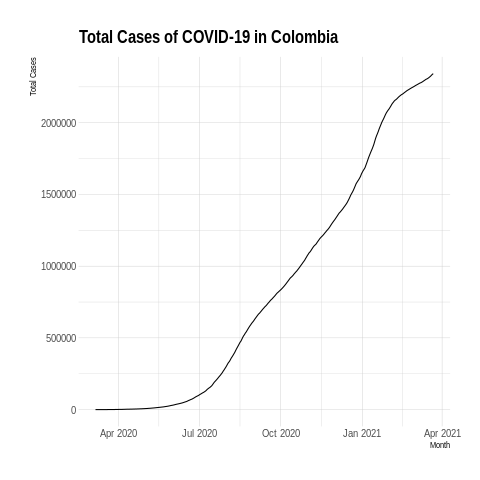 Total Cases of COVID-19 in Colombia
Total Cases
2000000
1500000
1000000
500000
0
Apr 2020 Jul 2020 Oct 2020 Jan 2021 Apr 2021
Month